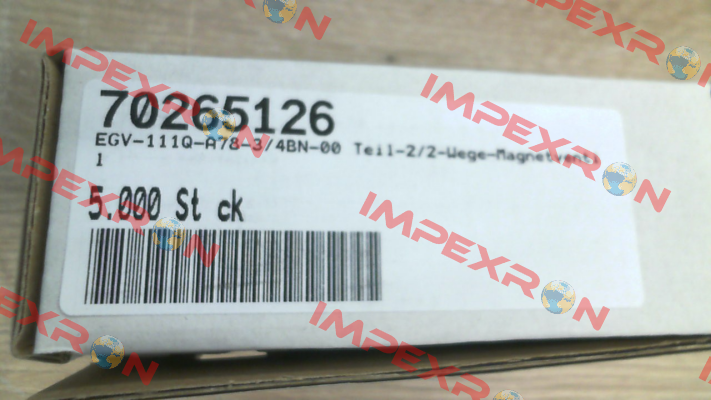 IMPEXRON
IMPEXRON
70265126
EGV-111Q-A78-3/4BN-00 Teil-2/2-Wege-Magnetventi
l
5.000 St ck
IMPEXRON
IMPEXRON
IMPEXRON
IMPEXRON